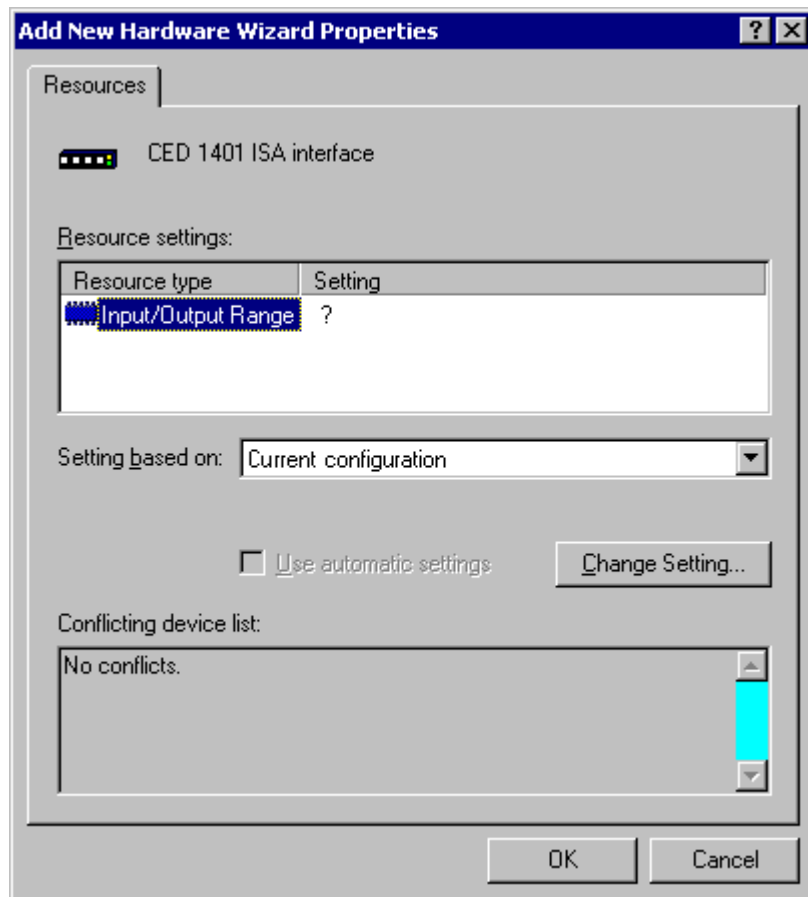 Add New Hardware Wizard Properties
Resources
CED 1401 ISA interface
Resource settings:
Resource type Setting
Input/Output Range ?
Setting based on: Current configuration
Use automatic settings Change Setting...
Conflicting device list:
No conflicts.
OK Cancel